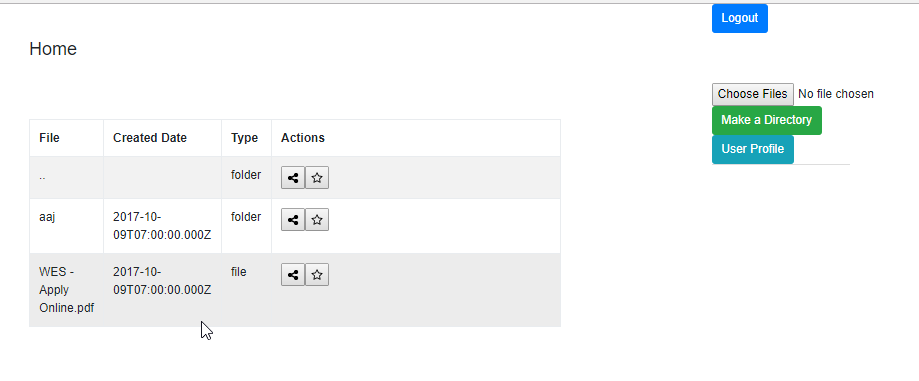 Logout
Home
Choose Files No file chosen
Make a Directory
User Profile
File Created Date Type Actions
.. folder
aaj 2017-10- folder
09T07:00:00.000Z
WES - 2017-10- file
Apply 09T07:00:00.000Z
Online.pdf